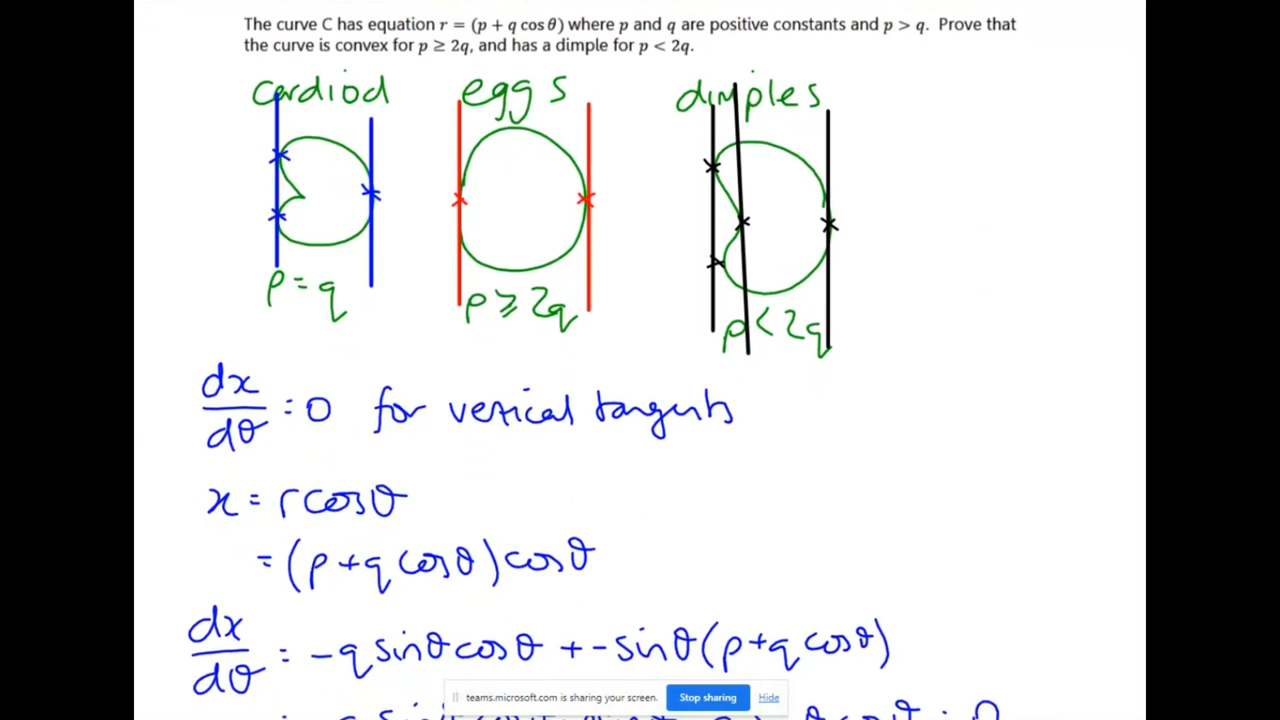 The curve C has equation r = (p + q cos θ) where p and q are positive constants and p > q. Prove that
the curve is convex for p ≥ 2q, and has a dimple for p < 2q.
cardiod eggs dimples
p = q p ≥ 2q p < 2q
dx/dθ = 0 for vertical tangents
x = r cos θ
= (p + q cos θ) cos θ
dx/dθ = - q sin θ cos θ + - sin θ (p + q cos θ)
teams.microsoft.com is sharing your screen. Stop sharing Hide